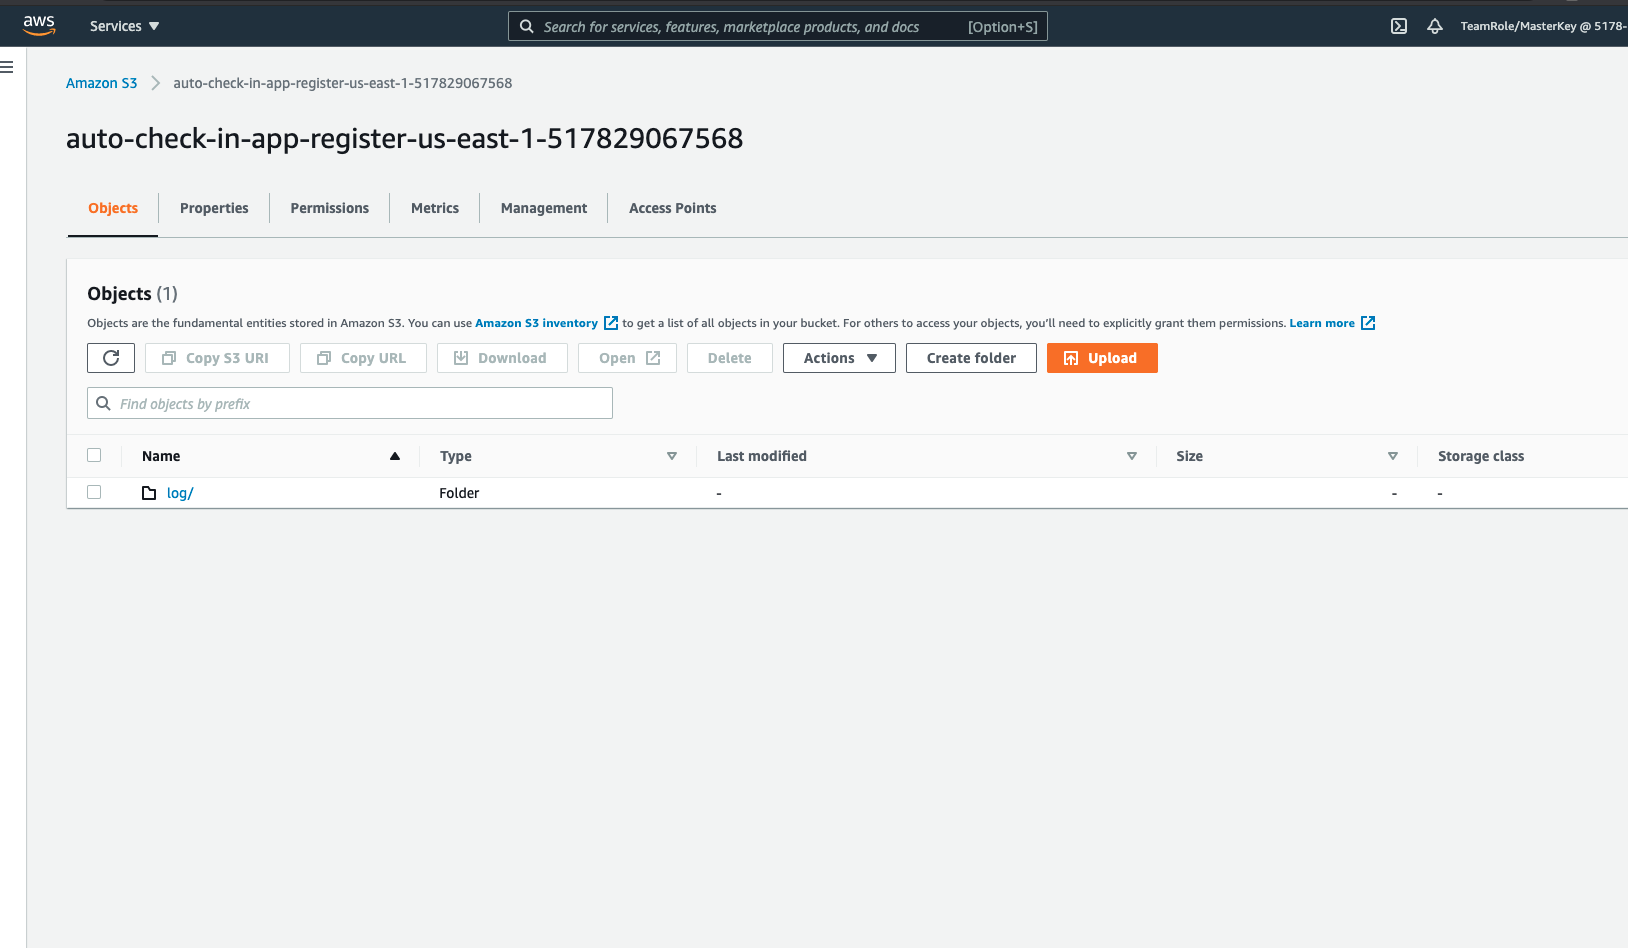 aws Services Search for services, features, marketplace products, and docs [Option+S] TeamRole/MasterKey @ 5178-
Amazon S3 auto-check-in-app-register-us-east-1-517829067568
auto-check-in-app-register-us-east-1-517829067568
Objects Properties Permissions Metrics Management Access Points
Objects (1)
Objects are the fundamental entities stored in Amazon S3. You can use Amazon S3 inventory to get a list of all objects in your bucket. For others to access your objects, you'll need to explicitly grant them permissions. Learn more
Copy S3 URI Copy URL Download Open Delete Actions Create folder Upload
Find objects by prefix
Name Type Last modified Size Storage class
log/ Folder - - -